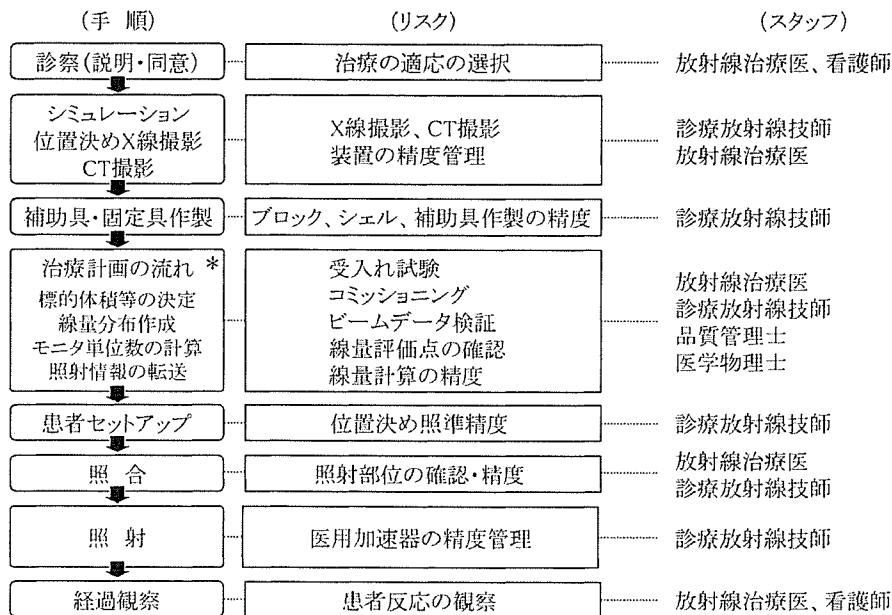 (手 順) (リスク) (スタッフ)
診察(説明・同意) 治療の適応の選択 放射線治療医、看護師
シミュレーション
位置決めX線撮影
CT撮影
X線撮影、CT撮影
装置の精度管理
診療放射線技師
放射線治療医
補助具・固定具作製 ブロック、シェル、補助具作製の精度 診療放射線技師
治療計画の流れ *
標的体積等の決定
線量分布作成
モニタ単位数の計算
照射情報の転送
受入れ試験
コミッショニング
ビームデータ検証
線量評価点の確認
線量計算の精度
放射線治療医
診療放射線技師
品質管理士
医学物理士
患者セットアップ 位置決め照準精度 診療放射線技師
照 合 照射部位の確認・精度
放射線治療医
診療放射線技師
照 射 医用加速器の精度管理 診療放射線技師
経過観察 患者反応の観察 放射線治療医、看護師